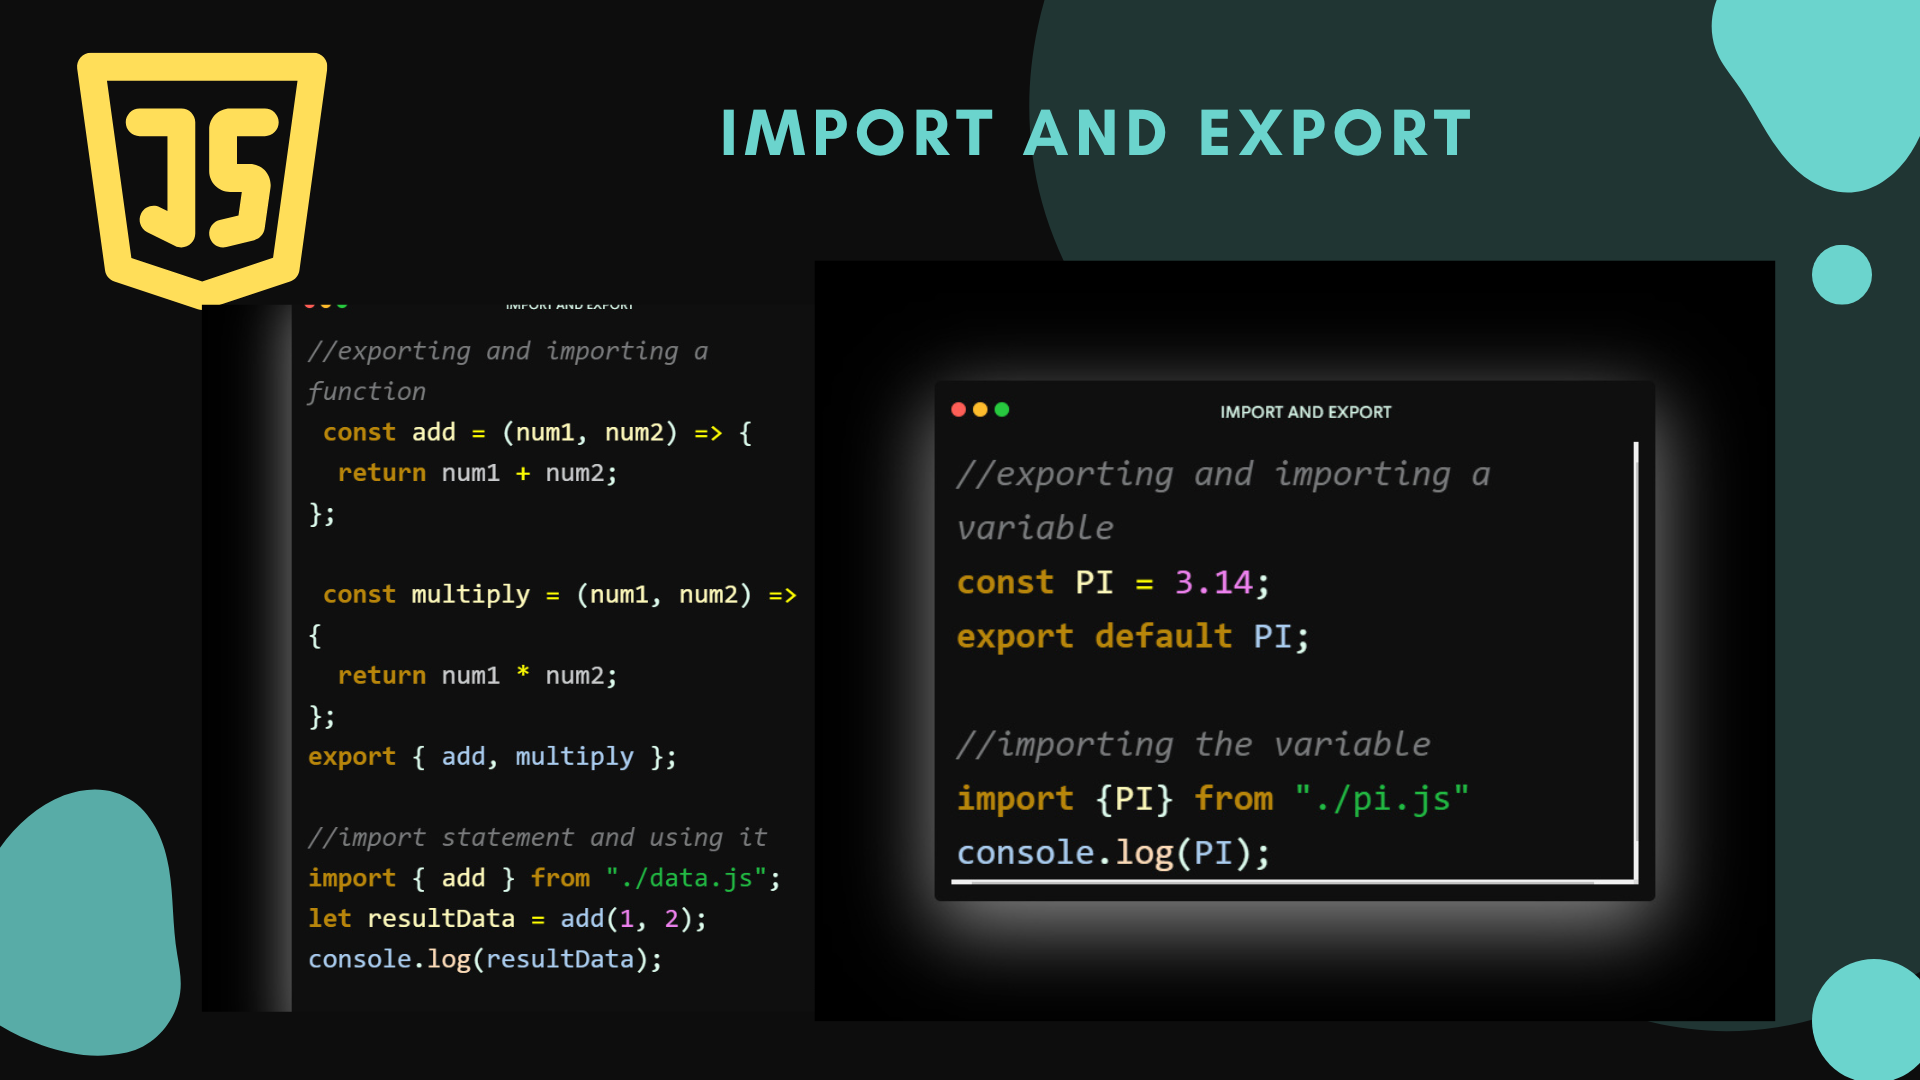 JS
IMPORT AND EXPORT
IMPORT AND EXPORT
//exporting and importing a
function
const add = (num1, num2) => {
return num1 + num2;
};
const multiply = (num1, num2) =>
{
return num1 * num2;
};
export { add, multiply };
//import statement and using it
import { add } from "./data.js";
let resultData = add(1, 2);
console.log(resultData);
IMPORT AND EXPORT
//exporting and importing a
variable
const PI = 3.14;
export default PI;
//importing the variable
import {PI} from "./pi.js"
console.log(PI);